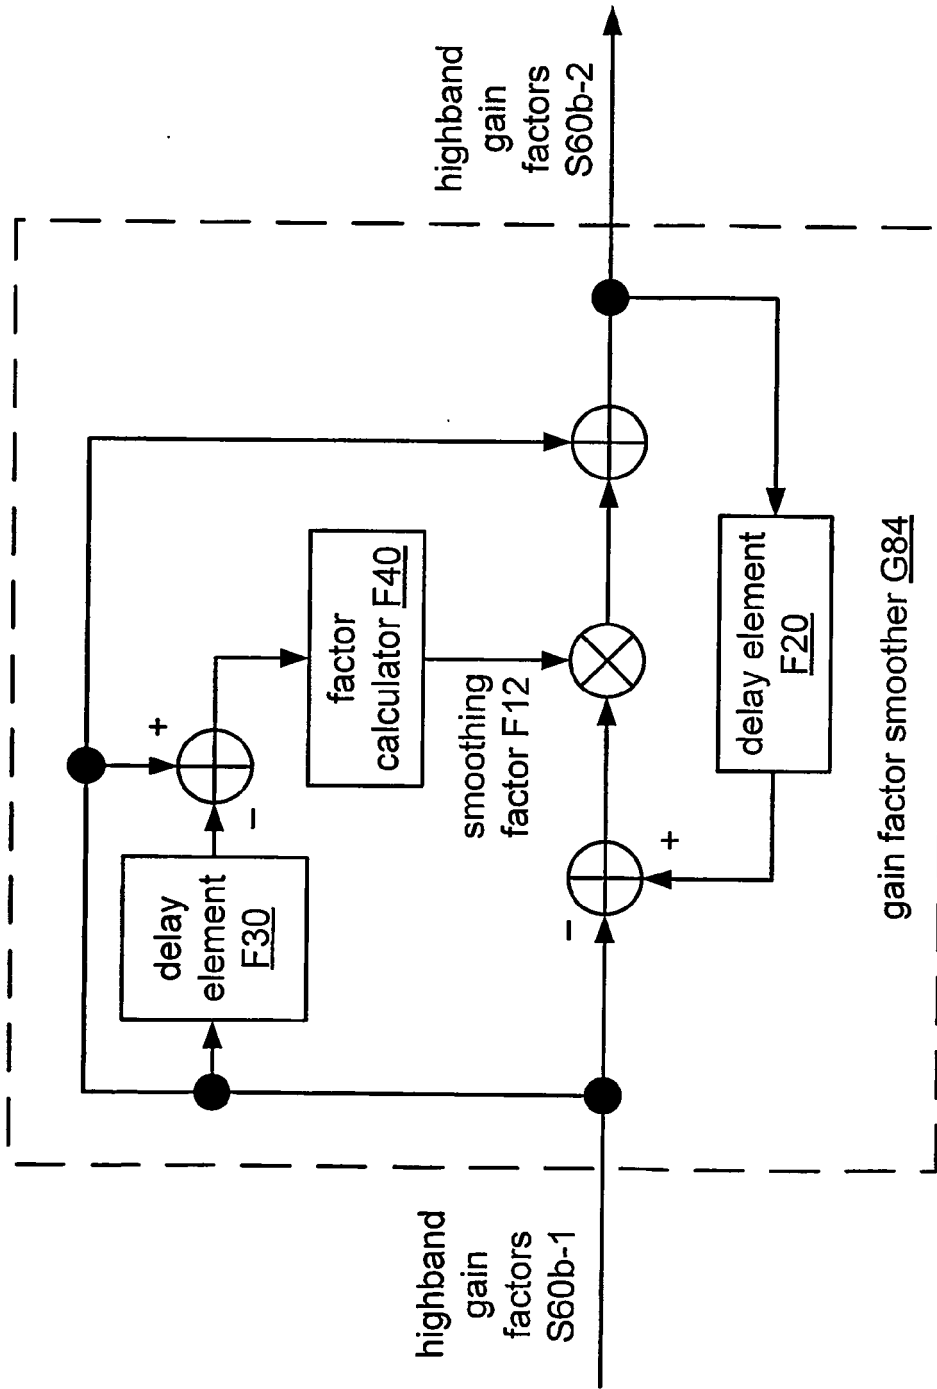 highband
gain
factors
S60b-1
delay
element
F30
+
−
factor
calculator F40
smoothing
factor F12
−
+
delay element
F20
highband
gain
factors
S60b-2
gain factor smoother G84